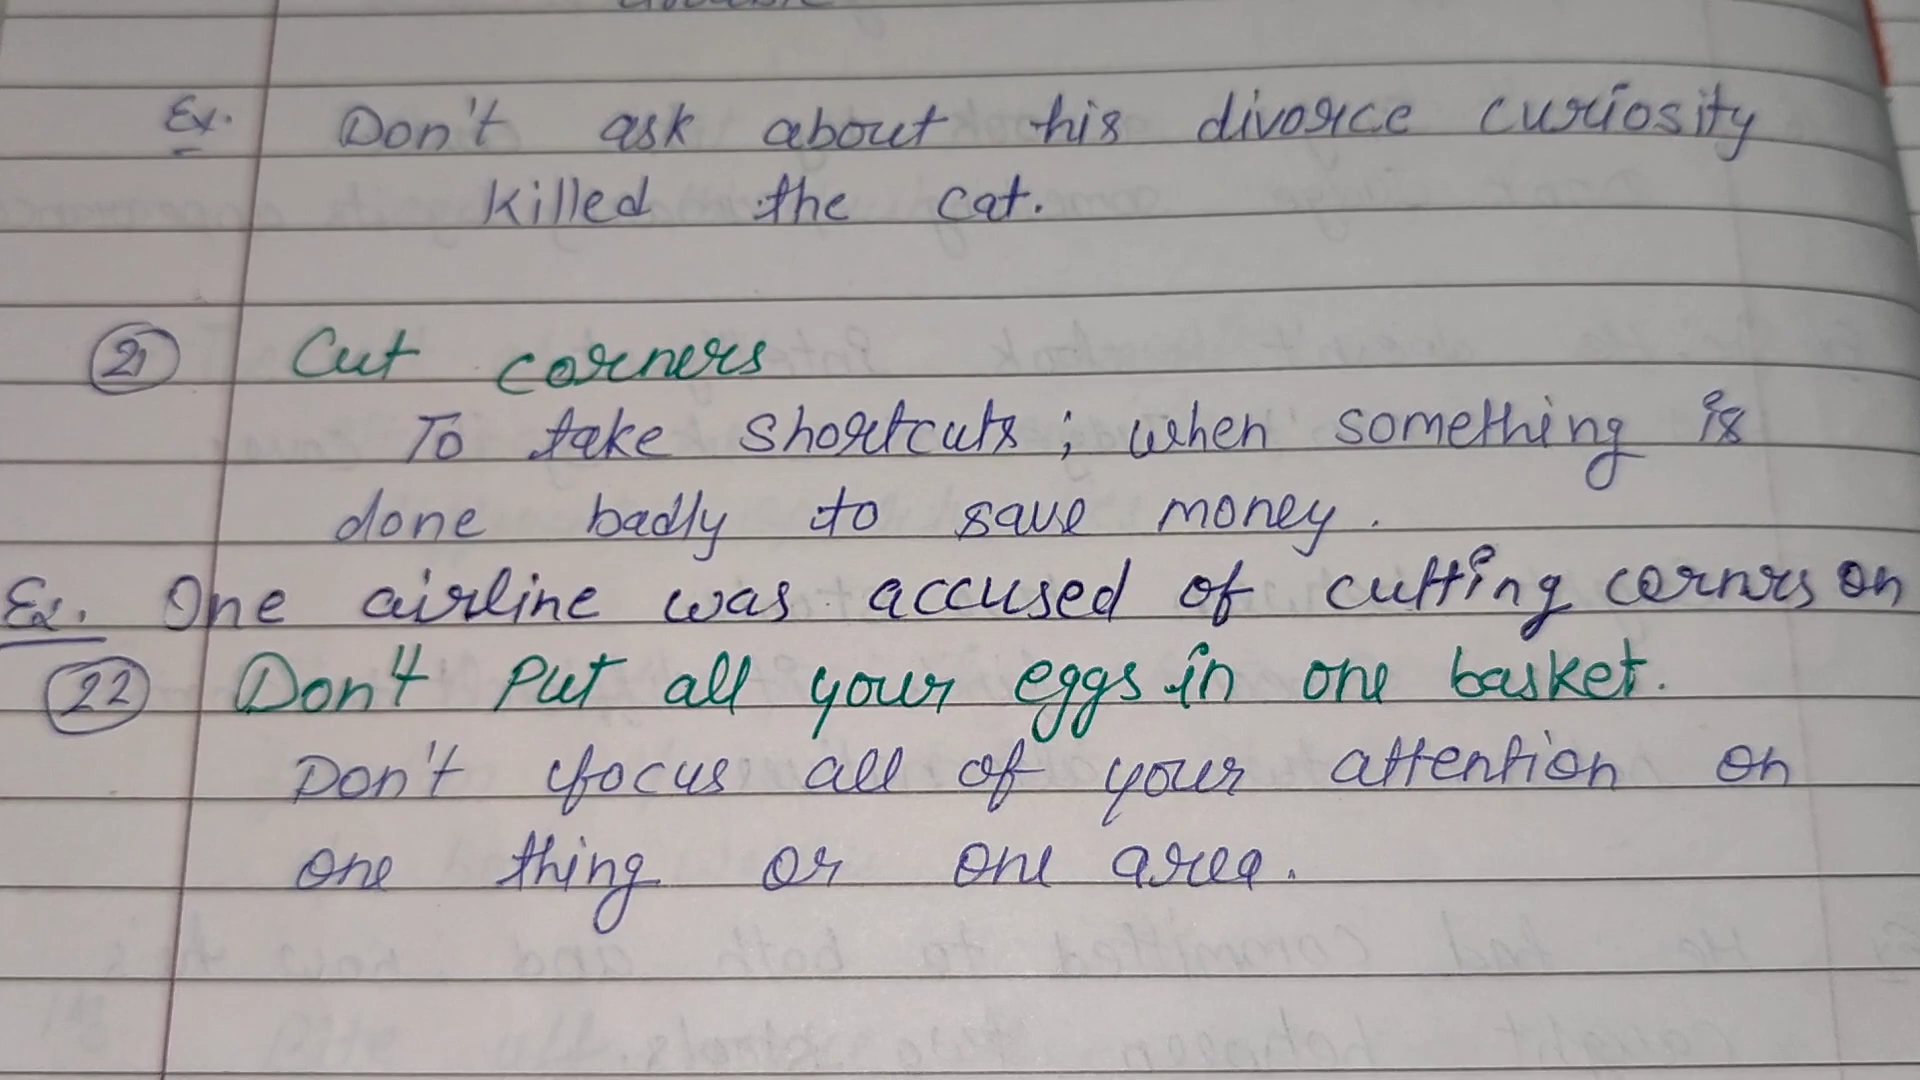 Ex. Don't ask about his divorce curiosity
killed the cat.
21 Cut corners
To take shortcuts ; when something is
done badly to save money.
Ex. One airline was accused of cutting corners on
22 Don't Put all your eggs in one basket.
Don't focus all of your attention on
one thing or one area.